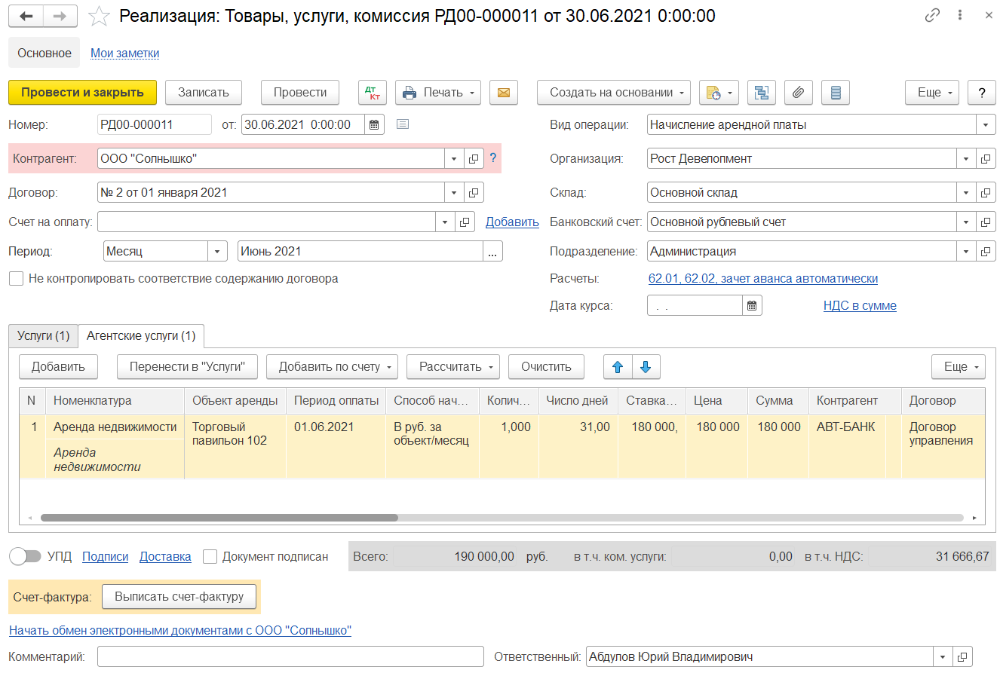 Реализация: Товары, услуги, комиссия РД00-000011 от 30.06.2021 0:00:00
Основное Мои заметки
Провести и закрыть Записать Провести Дт Кт Печать Создать на основании Еще ?
Номер: РД00-000011 от: 30.06.2021 0:00:00 Вид операции: Начисление арендной платы
Контрагент: ООО "Солнышко" ? Организация: Рост Девелопмент
Договор: № 2 от 01 января 2021 Склад: Основной склад
Счет на оплату: Добавить Банковский счет: Основной рублевый счет
Период: Месяц Июнь 2021 ... Подразделение: Администрация
Не контролировать соответствие содержанию договора Расчеты: 62.01, 62.02, зачет аванса автоматически
Дата курса: . . НДС в сумме
Услуги (1) Агентские услуги (1)
Добавить Перенести в "Услуги" Добавить по счету Рассчитать Очистить Еще
N Номенклатура Объект аренды Период оплаты Способ нач... Колич... Число дней Ставка... Цена Сумма Контрагент Договор
1 Аренда недвижимости Торговый 01.06.2021 В руб. за 1,000 31,00 180 000, 180 000 180 000 АВТ-БАНК Договор
павильон 102 объект/месяц управления
Аренда
недвижимости
УПД Подписи Доставка Документ подписан Всего: 190 000,00 руб. в т.ч. ком. услуги: 0,00 в т.ч. НДС: 31 666,67
Счет-фактура: Выписать счет-фактуру
Начать обмен электронными документами с ООО "Солнышко"
Комментарий: Ответственный: Абдулов Юрий Владимирович